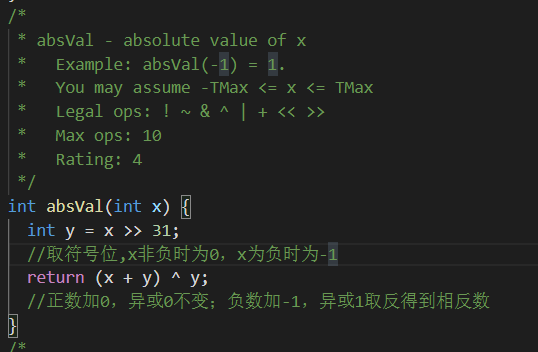 /*
 * absVal - absolute value of x
 *   Example: absVal(-1) = 1.
 *   You may assume -TMax <= x <= TMax
 *   Legal ops: ! ~ & ^ | + << >>
 *   Max ops: 10
 *   Rating: 4
 */
int absVal(int x) {
  int y = x >> 31;
  //取符号位,x非负时为0，x为负时为-1
  return (x + y) ^ y;
  //正数加0，异或0不变；负数加-1，异或1取反得到相反数
}
/*